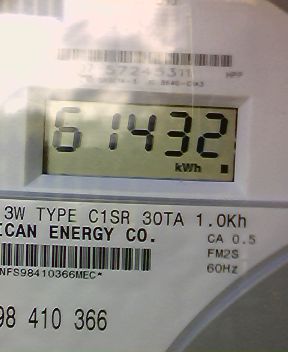 61432
kWh
3W TYPE C1SR 30TA 1.0Kh
ICAN ENERGY CO.
CA 0.5
FM2S
60Hz
NFS98410366MEC*
98 410 366